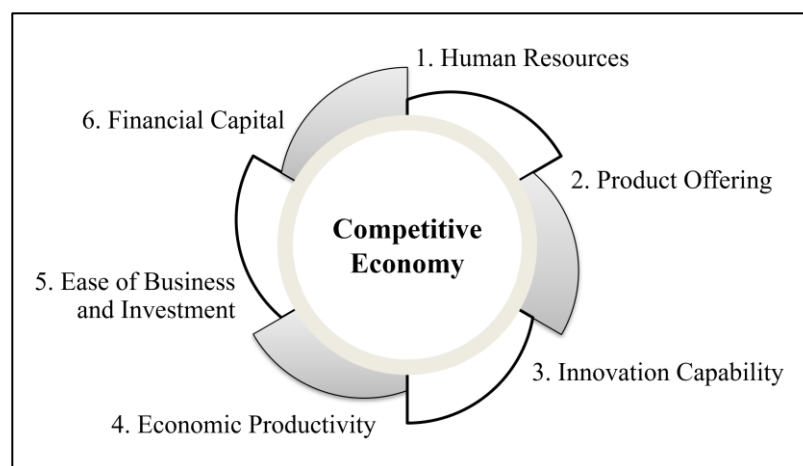 1. Human Resources
2. Product Offering
3. Innovation Capability
4. Economic Productivity
5. Ease of Business
and Investment
6. Financial Capital
Competitive
Economy